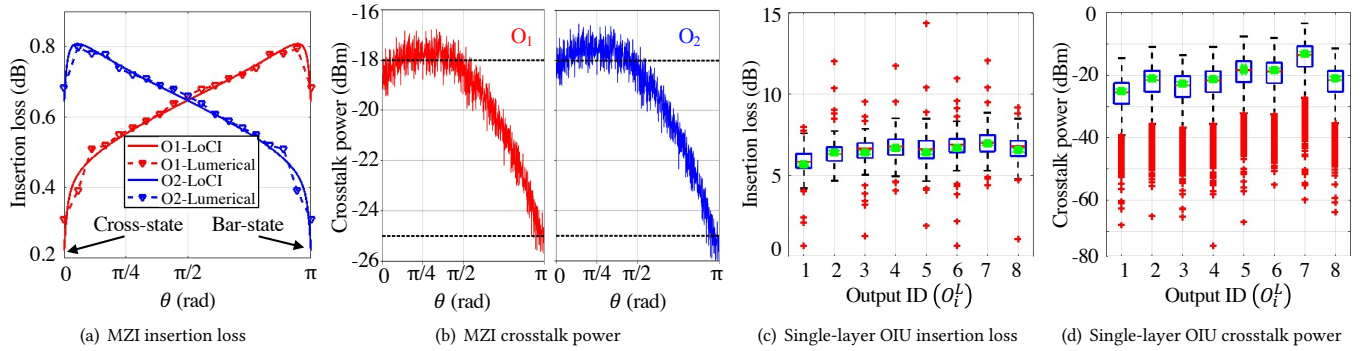 Insertion loss (dB)
0.8
0.6
0.4
0.2
O1-LoCI
O1-Lumerical
O2-LoCI
O2-Lumerical
Cross-state
Bar-state
0
π/4
π/2
π
θ (rad)
(a) MZI insertion loss
Crosstalk power (dBm)
-16
-18
-20
-22
-24
-26
O1
0
π/4
π/2
π
θ (rad)
O2
0
π/4
π/2
π
θ (rad)
(b) MZI crosstalk power
Insertion loss (dB)
15
10
5
0
1 2 3 4 5 6 7 8
Output ID (O_i^L)
(c) Single-layer OIU insertion loss
Crosstalk power (dBm)
0
-20
-40
-60
-80
1 2 3 4 5 6 7 8
Output ID (O_i^L)
(d) Single-layer OIU crosstalk power